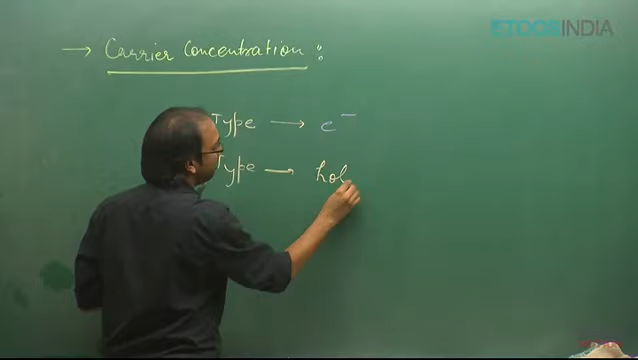 ETOOSINDIA
→ Carrier Concentration :
Type → e⁻
Type → hol